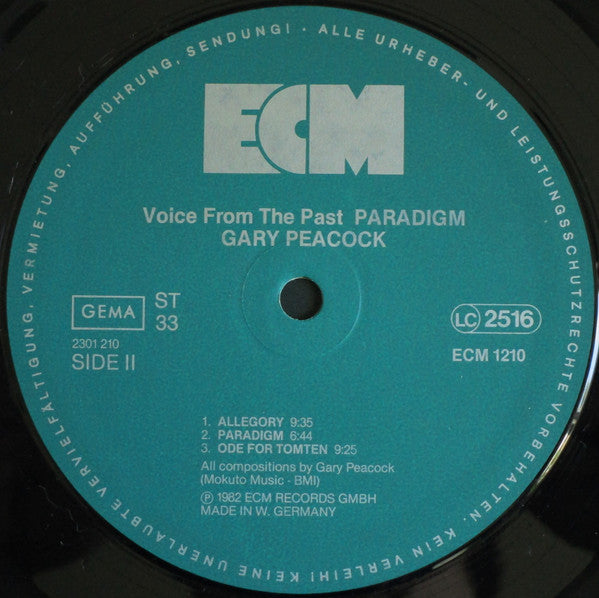 ALLE URHEBER- UND LEISTUNGSSCHUTZRECHTE VORBEHALTEN. KEIN VERLEIH! KEINE UNERLAUBTE VERVIELFÄLTIGUNG, VERMIETUNG, AUFFÜHRUNG, SENDUNG! ·
ECM
Voice From The Past PARADIGM
GARY PEACOCK
GEMA
ST
33
2301 210
SIDE II
LC 2516
ECM 1210
1. ALLEGORY 9:35
2. PARADIGM 6:44
3. ODE FOR TOMTEN 9:25
All compositions by Gary Peacock
(Mokuto Music - BMI)
Ⓟ 1982 ECM RECORDS GMBH
MADE IN W. GERMANY